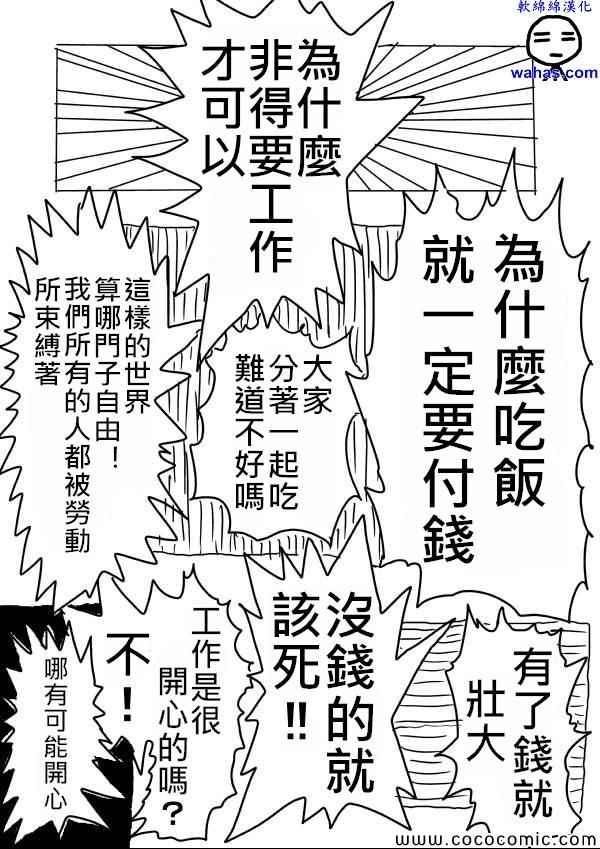 軟綿綿漢化
wahas.com
為什麼
非得要工作
才可以
為什麼吃飯
就一定要付錢
大家
分著一起吃
難道不好嗎
這樣的世界
算哪門子自由！
我們所有的人都被勞動
所束縛著
有了錢就
壯大
沒錢的就
該死!!
工作是很
開心的嗎？
不！
哪有可能開心
www.cococomic.com